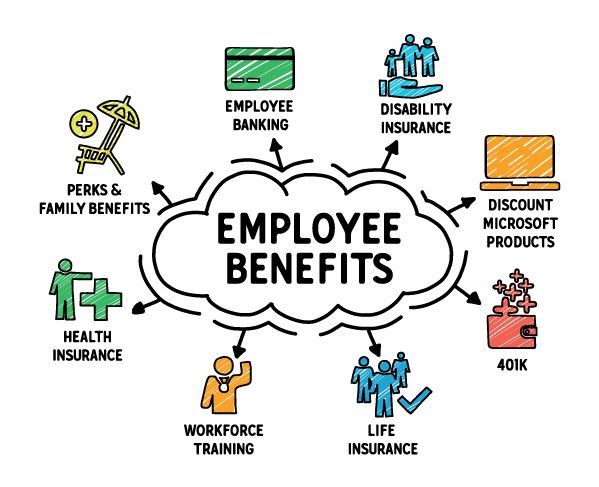 EMPLOYEE
BANKING
DISABILITY
INSURANCE
PERKS &
FAMILY BENEFITS
DISCOUNT
MICROSOFT
PRODUCTS
EMPLOYEE
BENEFITS
HEALTH
INSURANCE
401K
WORKFORCE
TRAINING
LIFE
INSURANCE